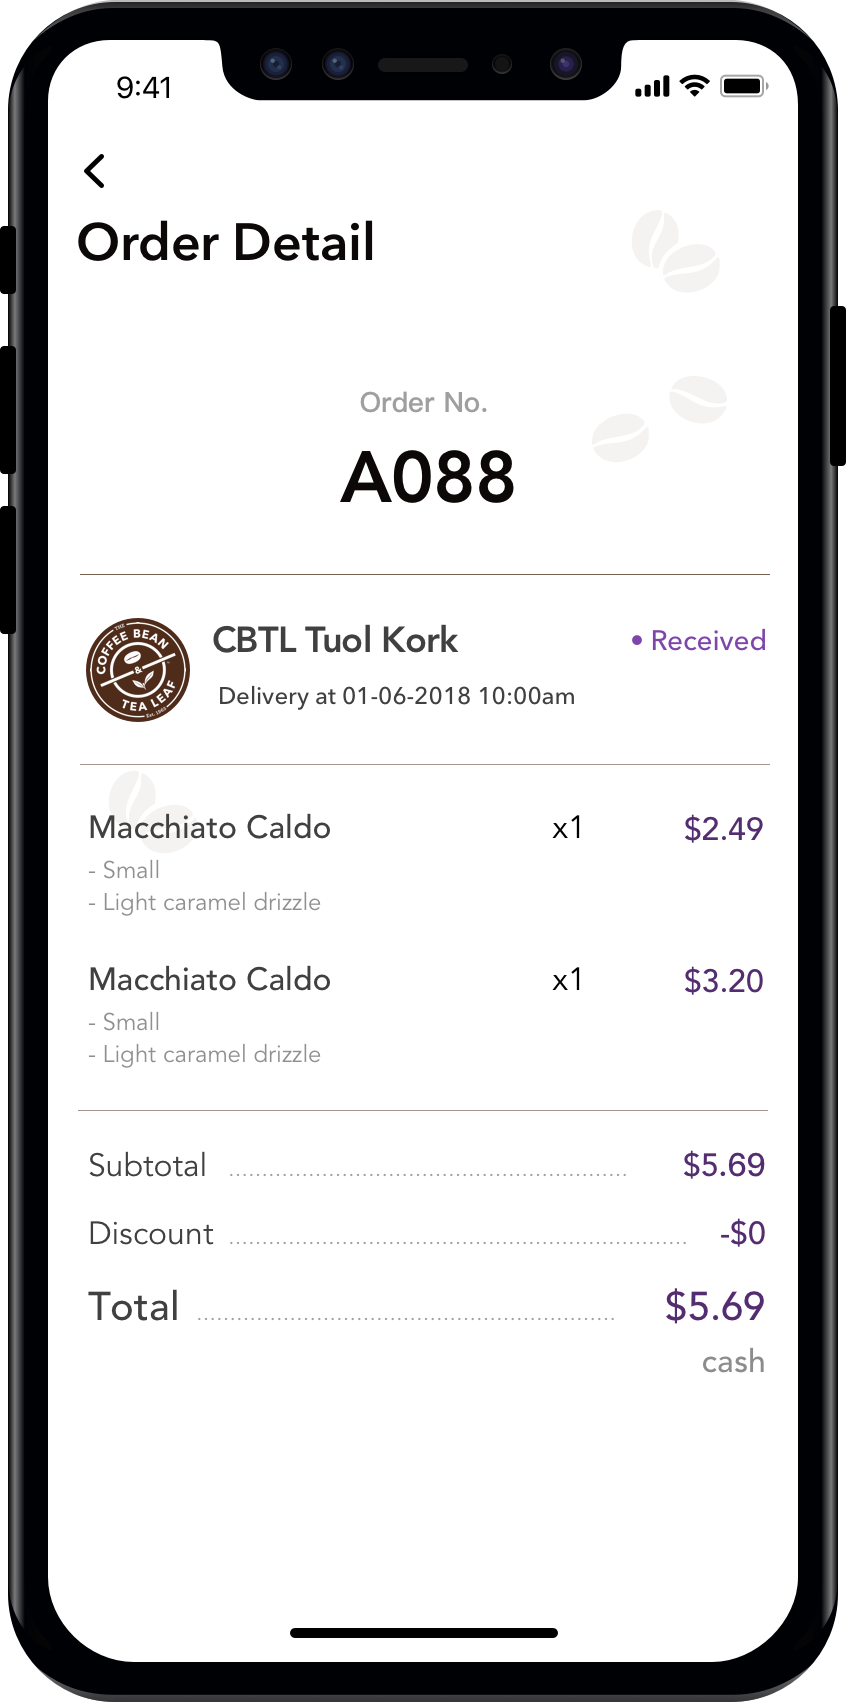 9:41
Order Detail
Order No.
A088
THE
COFFEE BEAN
&
TEA LEAF
Est. 1963
CBTL Tuol Kork
• Received
Delivery at 01-06-2018 10:00am
Macchiato Caldo x1 $2.49
- Small
- Light caramel drizzle
Macchiato Caldo x1 $3.20
- Small
- Light caramel drizzle
Subtotal $5.69
Discount -$0
Total $5.69
cash